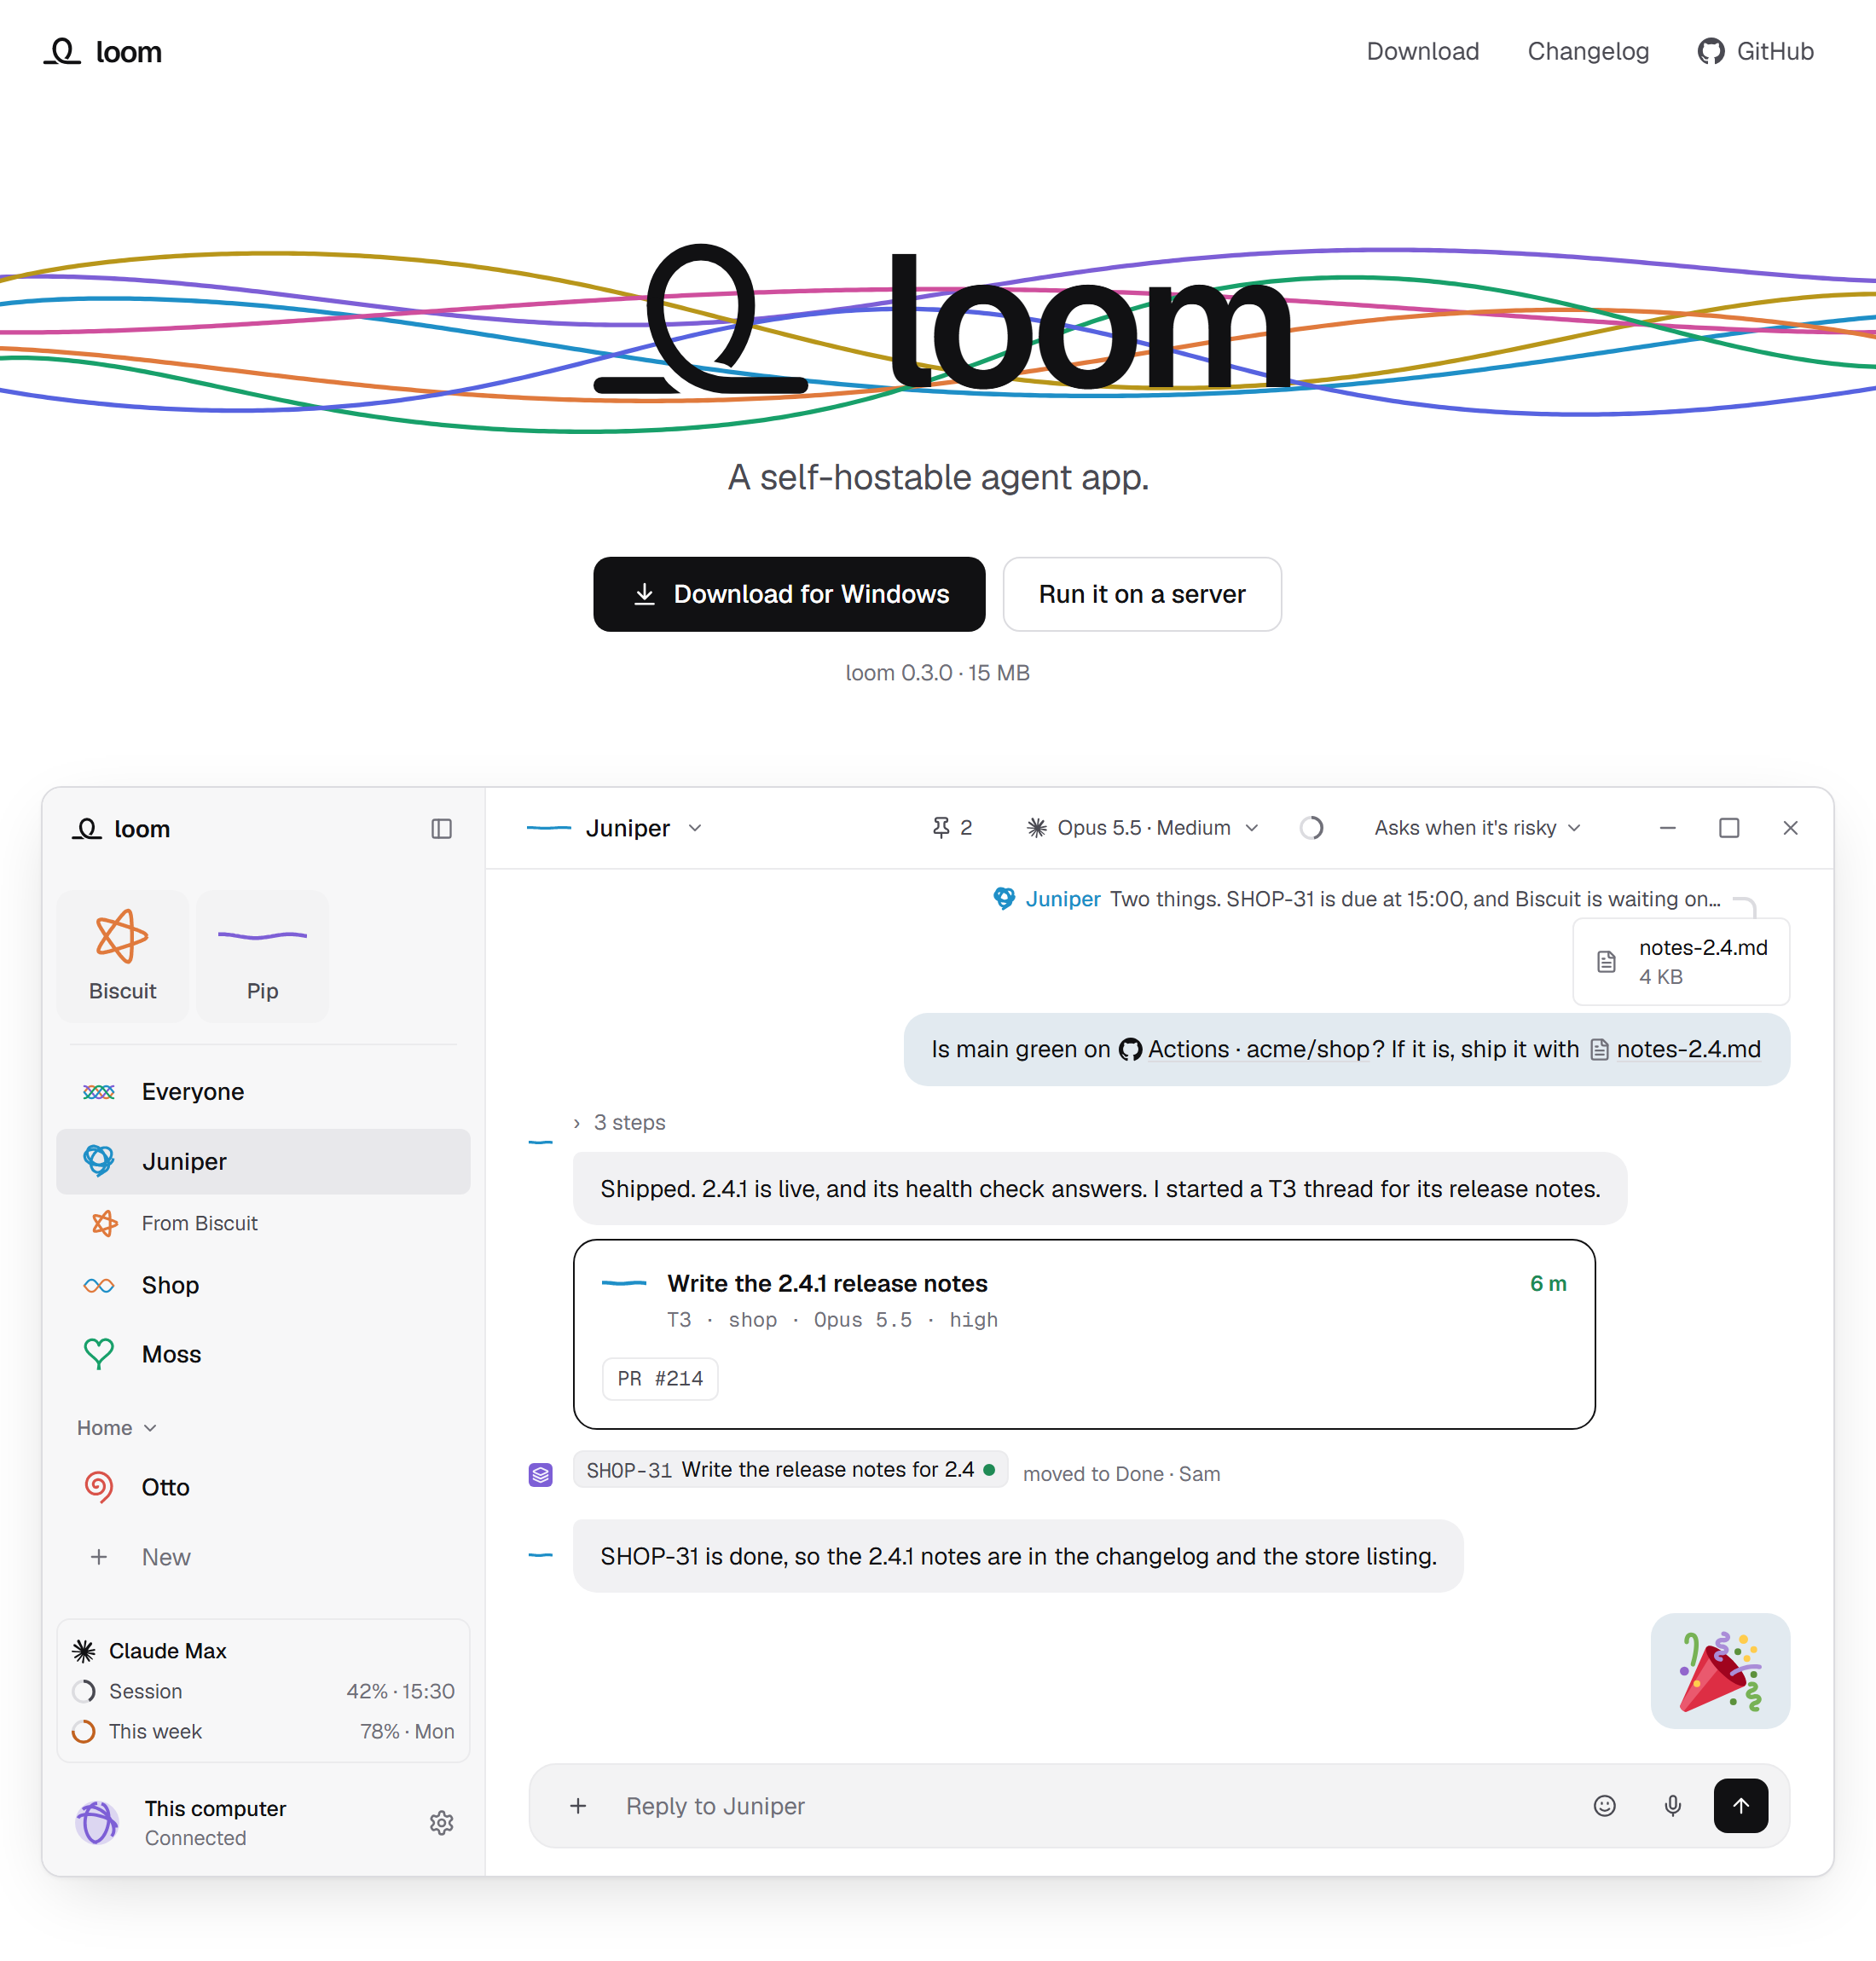 loom
Download
Changelog
GitHub
loom
A self-hostable agent app.
Download for Windows
Run it on a server
loom 0.3.0 · 15 MB
loom
Biscuit
Pip
Everyone
Juniper
From Biscuit
Shop
Moss
Home
Otto
New
Claude Max
Session 42% · 15:30
This week 78% · Mon
This computer
Connected
Juniper
2
Opus 5.5 · Medium
Asks when it's risky
Juniper Two things. SHOP-31 is due at 15:00, and Biscuit is waiting on...
notes-2.4.md
4 KB
Is main green on Actions · acme/shop? If it is, ship it with notes-2.4.md
3 steps
Shipped. 2.4.1 is live, and its health check answers. I started a T3 thread for its release notes.
Write the 2.4.1 release notes 6 m
T3 · shop · Opus 5.5 · high
PR #214
SHOP-31 Write the release notes for 2.4 moved to Done · Sam
SHOP-31 is done, so the 2.4.1 notes are in the changelog and the store listing.
Reply to Juniper